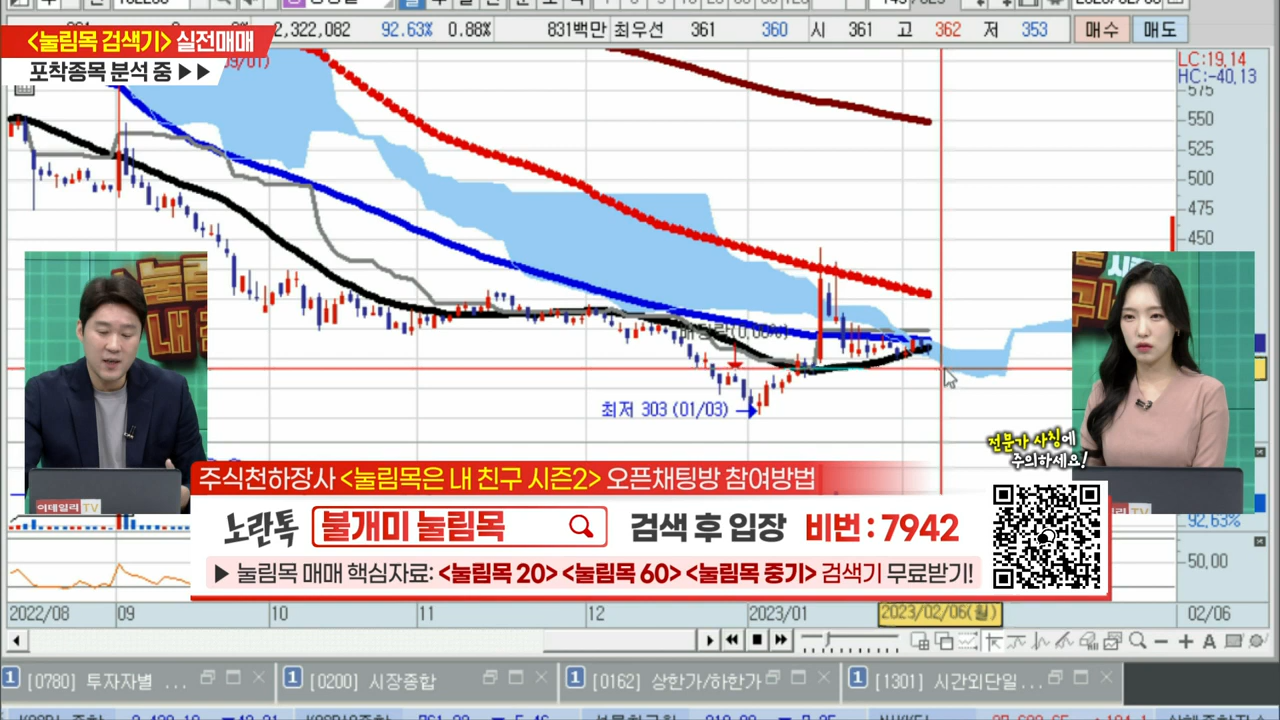 <눌림목 검색기> 실전매매
포착종목 분석 중 ▶▶
2,322,082 92.63% 0.88% 831백만 최우선 361 360 시 361 고 362 저 353 매수 매도
LC:19.14
HC:-40.13
575
550
525
500
475
450
최저 303 (01/03)
전문가 사칭에
주의하세요!
이데일리 TV
주식천하장사 <눌림목은 내 친구 시즌2> 오픈채팅방 참여방법
노란톡 불개미 눌림목 검색 후 입장 비번 : 7942
▶ 눌림목 매매 핵심자료: <눌림목 20> <눌림목 60> <눌림목 중기> 검색기 무료받기!
92,63%
50,00
2022/08 09 10 11 12 2023/01 2023/02/06(월) 02/06
1 [0780] 투자자별 ... 1 [0200] 시장종합 1 [0162] 상한가/하한가 1 [1301] 시간외단일...